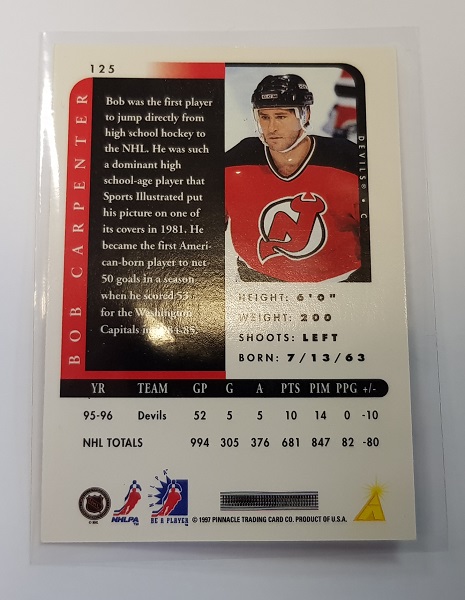 125
BOB CARPENTER
Bob was the first player
to jump directly from
high school hockey to
the NHL. He was such
a dominant high
school-age player that
Sports Illustrated put
his picture on one of
its covers in 1981. He
became the first Ameri-
can-born player to net
50 goals in a season
when he scored 53
for the Washington
Capitals in 84-85.
DEVILS® • C
HEIGHT: 6'0"
WEIGHT: 200
SHOOTS: LEFT
BORN: 7/13/63
YR TEAM GP G A PTS PIM PPG +/-
95-96 Devils 52 5 5 10 14 0 -10
NHL TOTALS 994 305 376 681 847 82 -80
NHLPA
BE A PLAYER
© 1997 PINNACLE TRADING CARD CO. PRODUCT OF U.S.A.